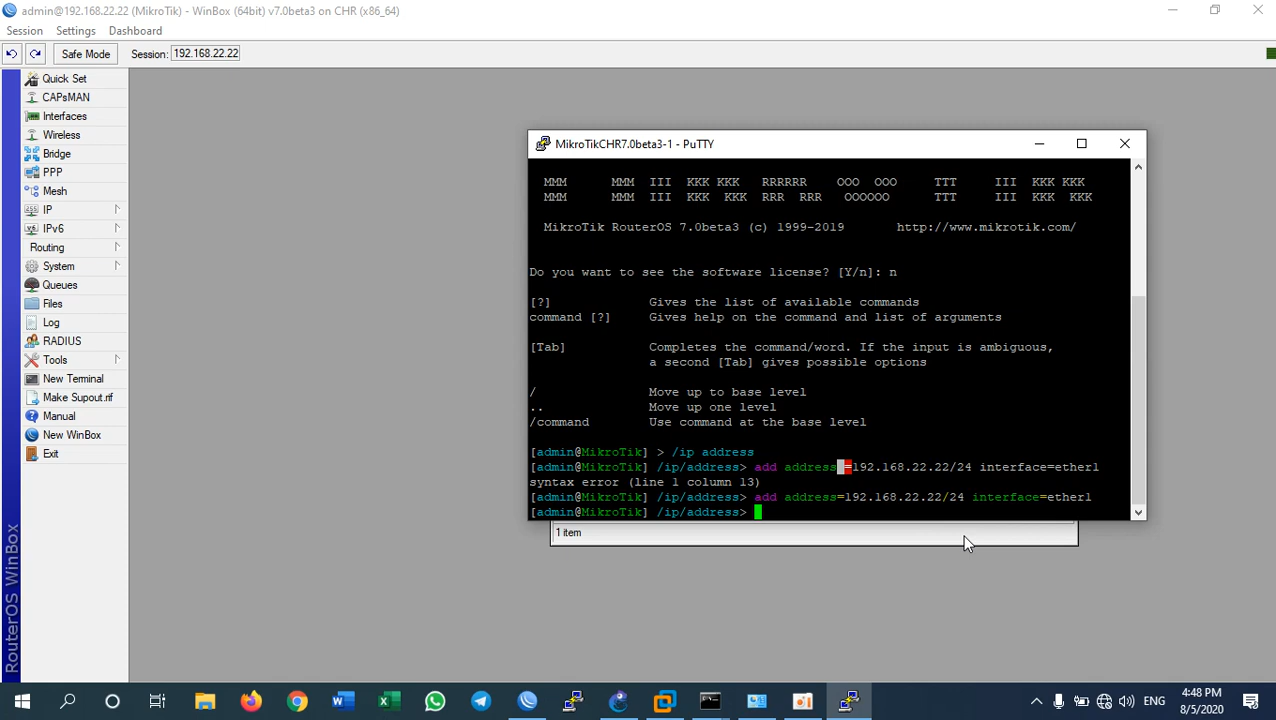 admin@192.168.22.22 (MikroTik) - WinBox (64bit) v7.0beta3 on CHR (x86_64)
Session Settings Dashboard
Safe Mode Session: 192.168.22.22
Quick Set
CAPsMAN
Interfaces
Wireless
Bridge
PPP
Mesh
IP
IPv6
Routing
System
Queues
Files
Log
RADIUS
Tools
New Terminal
Make Supout.rif
Manual
New WinBox
Exit
RouterOS WinBox
MikroTikCHR7.0beta3-1 - PuTTY
MMM MMM III KKK KKK RRRRRR OOO OOO TTT III KKK KKK
MMM MMM III KKK KKK RRR RRR OOOOOO TTT III KKK KKK
MikroTik RouterOS 7.0beta3 (c) 1999-2019 http://www.mikrotik.com/
Do you want to see the software license? [Y/n]: n
[?] Gives the list of available commands
command [?] Gives help on the command and list of arguments
[Tab] Completes the command/word. If the input is ambiguous,
a second [Tab] gives possible options
/ Move up to base level
.. Move up one level
/command Use command at the base level
[admin@MikroTik] > /ip address
[admin@MikroTik] /ip/address> add address =192.168.22.22/24 interface=ether1
syntax error (line 1 column 13)
[admin@MikroTik] /ip/address> add address=192.168.22.22/24 interface=ether1
[admin@MikroTik] /ip/address>
1 item
ENG
4:48 PM
8/5/2020